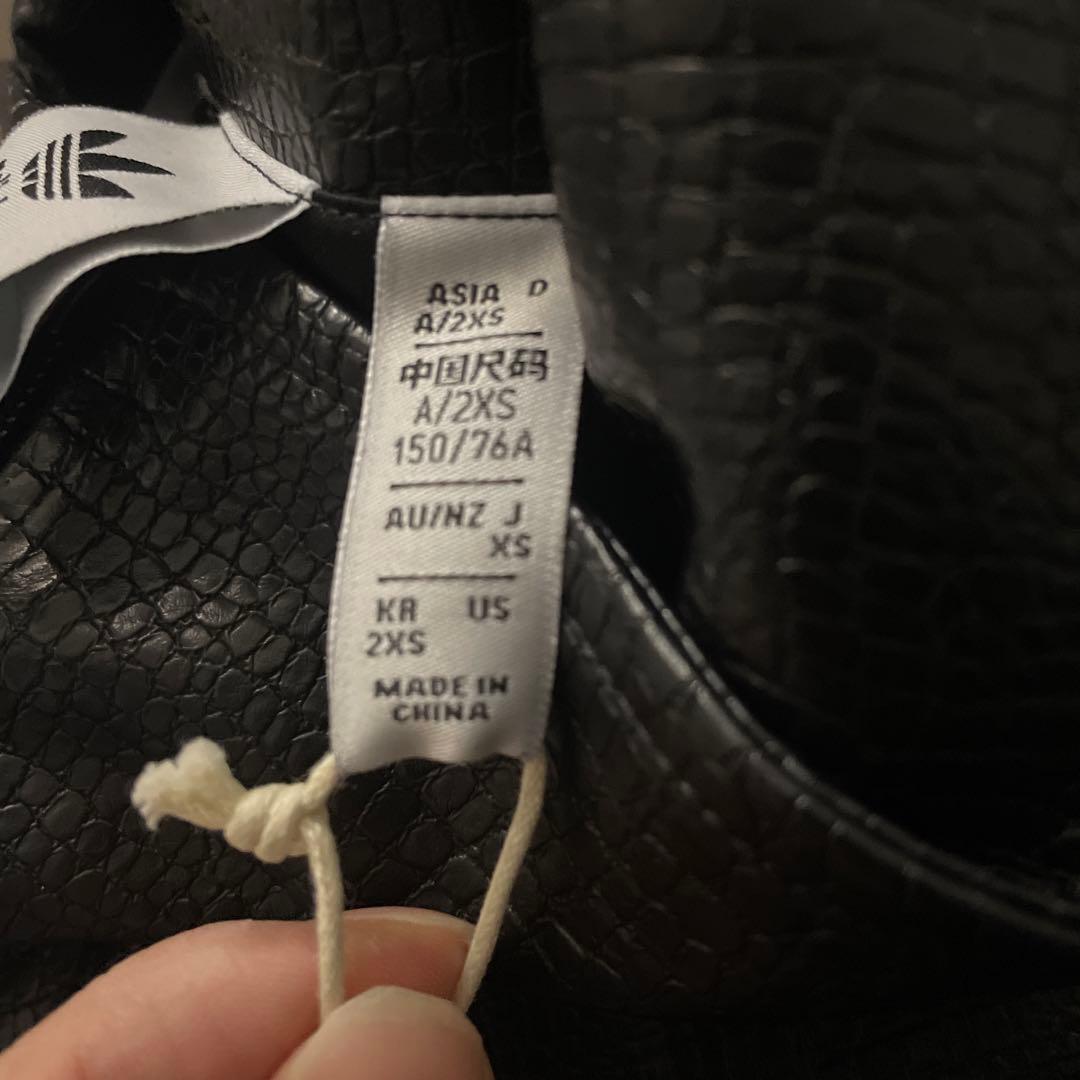 ASIA D
A/2XS
中国尺码
A/2XS
150/76A
AU/NZ J
XS
KR US
2XS
MADE IN
CHINA